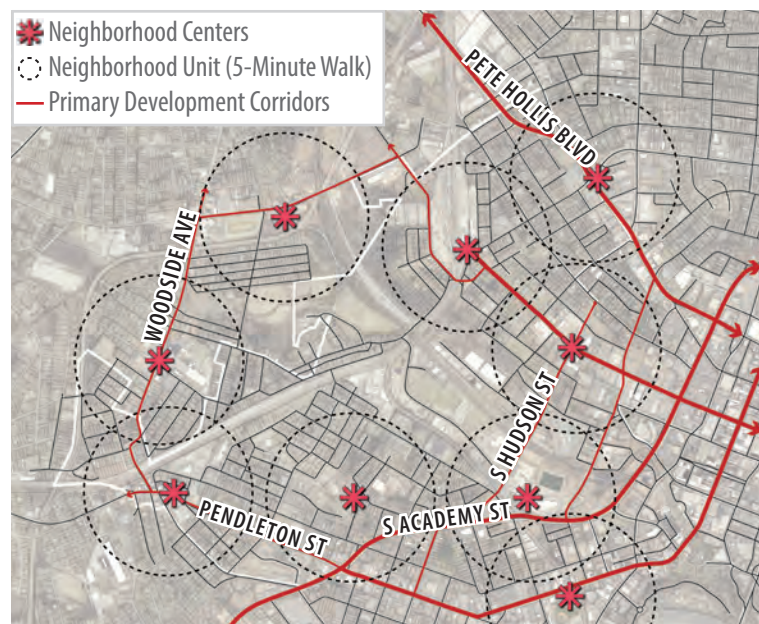 Neighborhood Centers
Neighborhood Unit (5-Minute Walk)
Primary Development Corridors
PETE HOLLIS BLVD
WOODSIDE AVE
S HUDSON ST
S ACADEMY ST
PENDLETON ST